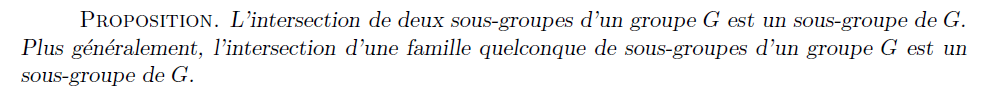 PROPOSITION. L'intersection de deux sous-groupes d'un groupe G est un sous-groupe de G.
Plus généralement, l'intersection d'une famille quelconque de sous-groupes d'un groupe G est un
sous-groupe de G.